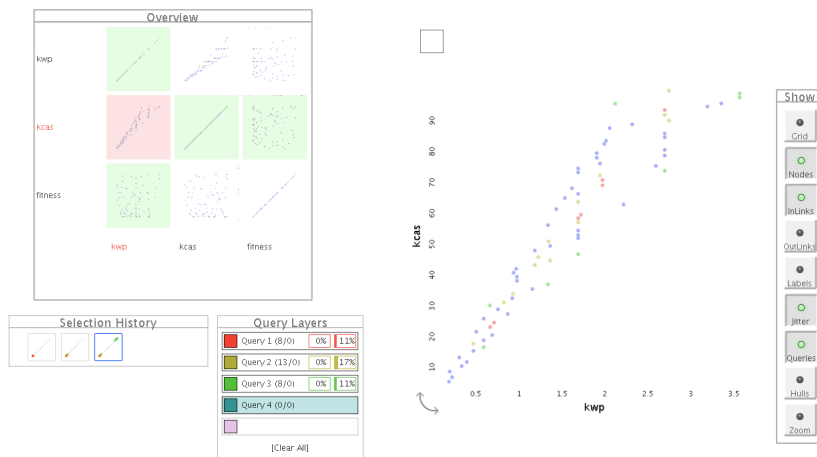 Overview
kwp
kcas
fitness
kwp kcas fitness
Selection History
Query Layers
Query 1 (8/0) 0% 11%
Query 2 (13/0) 0% 17%
Query 3 (8/0) 0% 11%
Query 4 (0/0)
[Clear All]
kcas
90
80
70
60
50
40
30
20
10
0.5 1 1.5 2 2.5 3 3.5
kwp
Show
Grid
Nodes
InLinks
OutLinks
Labels
Jitter
Queries
Hulls
Zoom